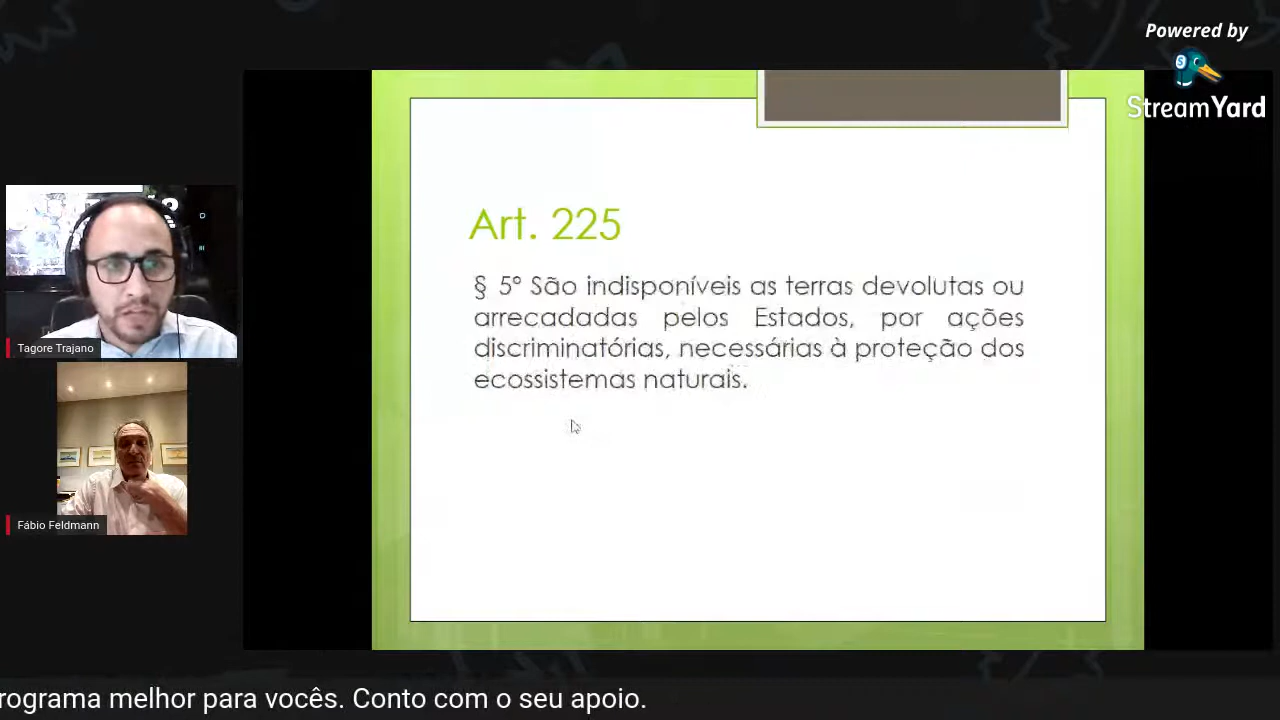 Powered by
StreamYard
Art. 225
§ 5º São indisponíveis as terras devolutas ou
arrecadadas pelos Estados, por ações
discriminatórias, necessárias à proteção dos
ecossistemas naturais.
Tagore Trajano
Fábio Feldmann
rograma melhor para vocês. Conto com o seu apoio.